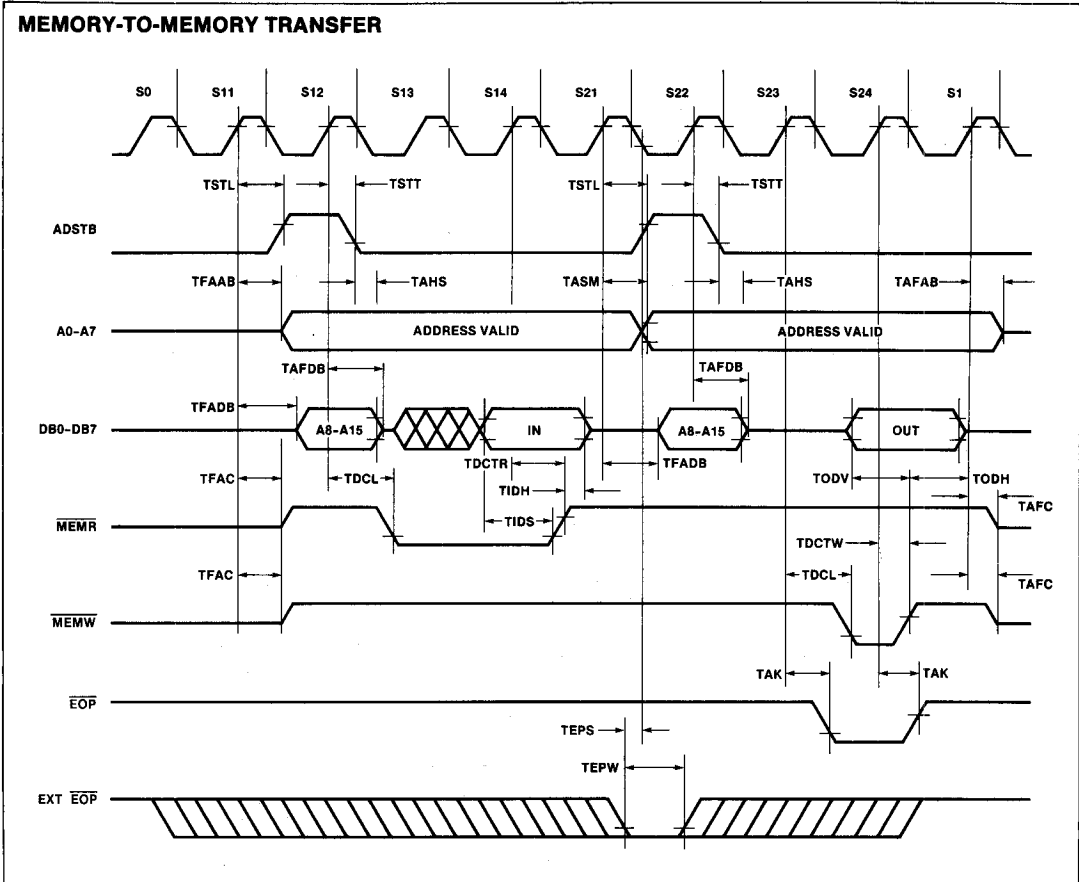 MEMORY-TO-MEMORY TRANSFER
S0 S11 S12 S13 S14 S21 S22 S23 S24 S1
TSTL TSTT TSTL TSTT
ADSTB
TFAAB TAHS TASM TAHS TAFAB
A0-A7 ADDRESS VALID ADDRESS VALID
TAFDB TAFDB
TFADB
DB0-DB7 A8-A15 IN A8-A15 OUT
TDCTR TFADB
TFAC TDCL TIDH TODV TODH
MEMR TIDS TAFC
TDCTW
TFAC TDCL TAFC
MEMW
TAK TAK
EOP
TEPS
TEPW
EXT EOP